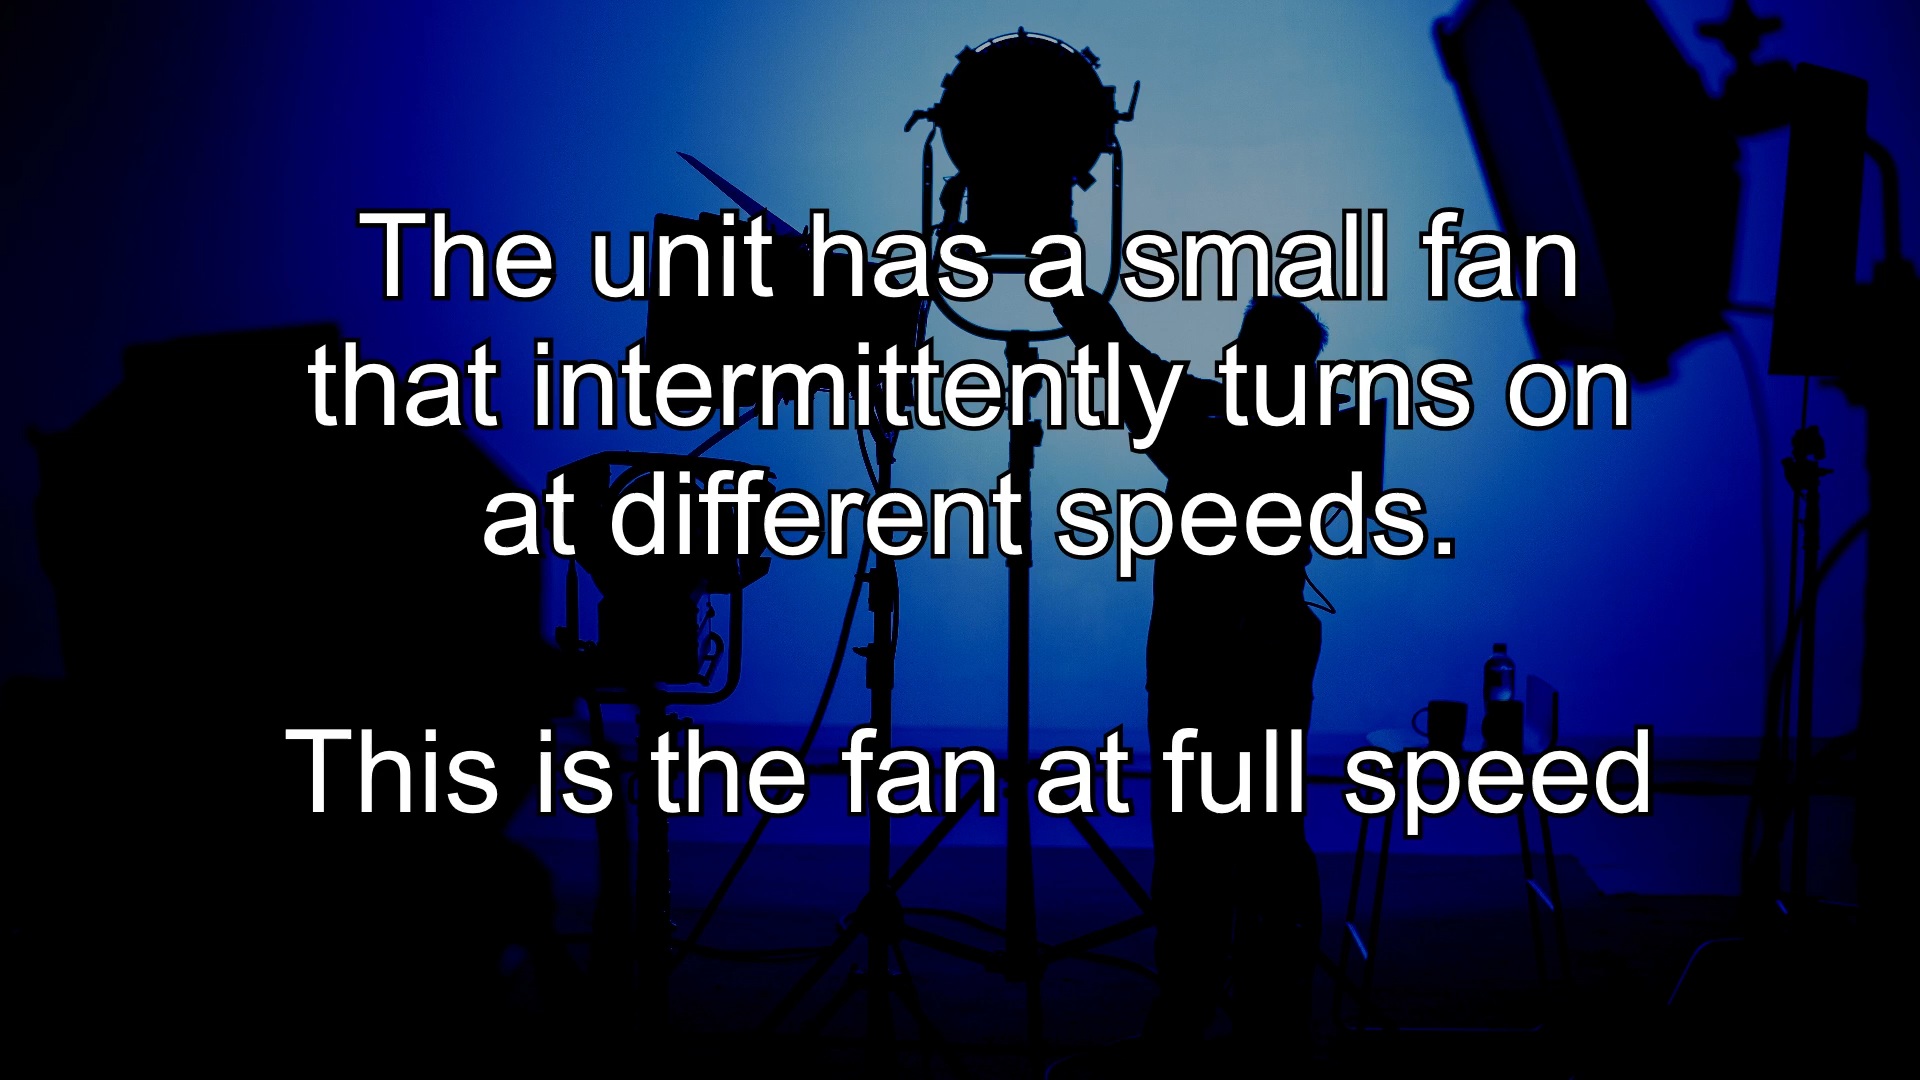 The unit has a small fan
that intermittently turns on
at different speeds.
This is the fan at full speed